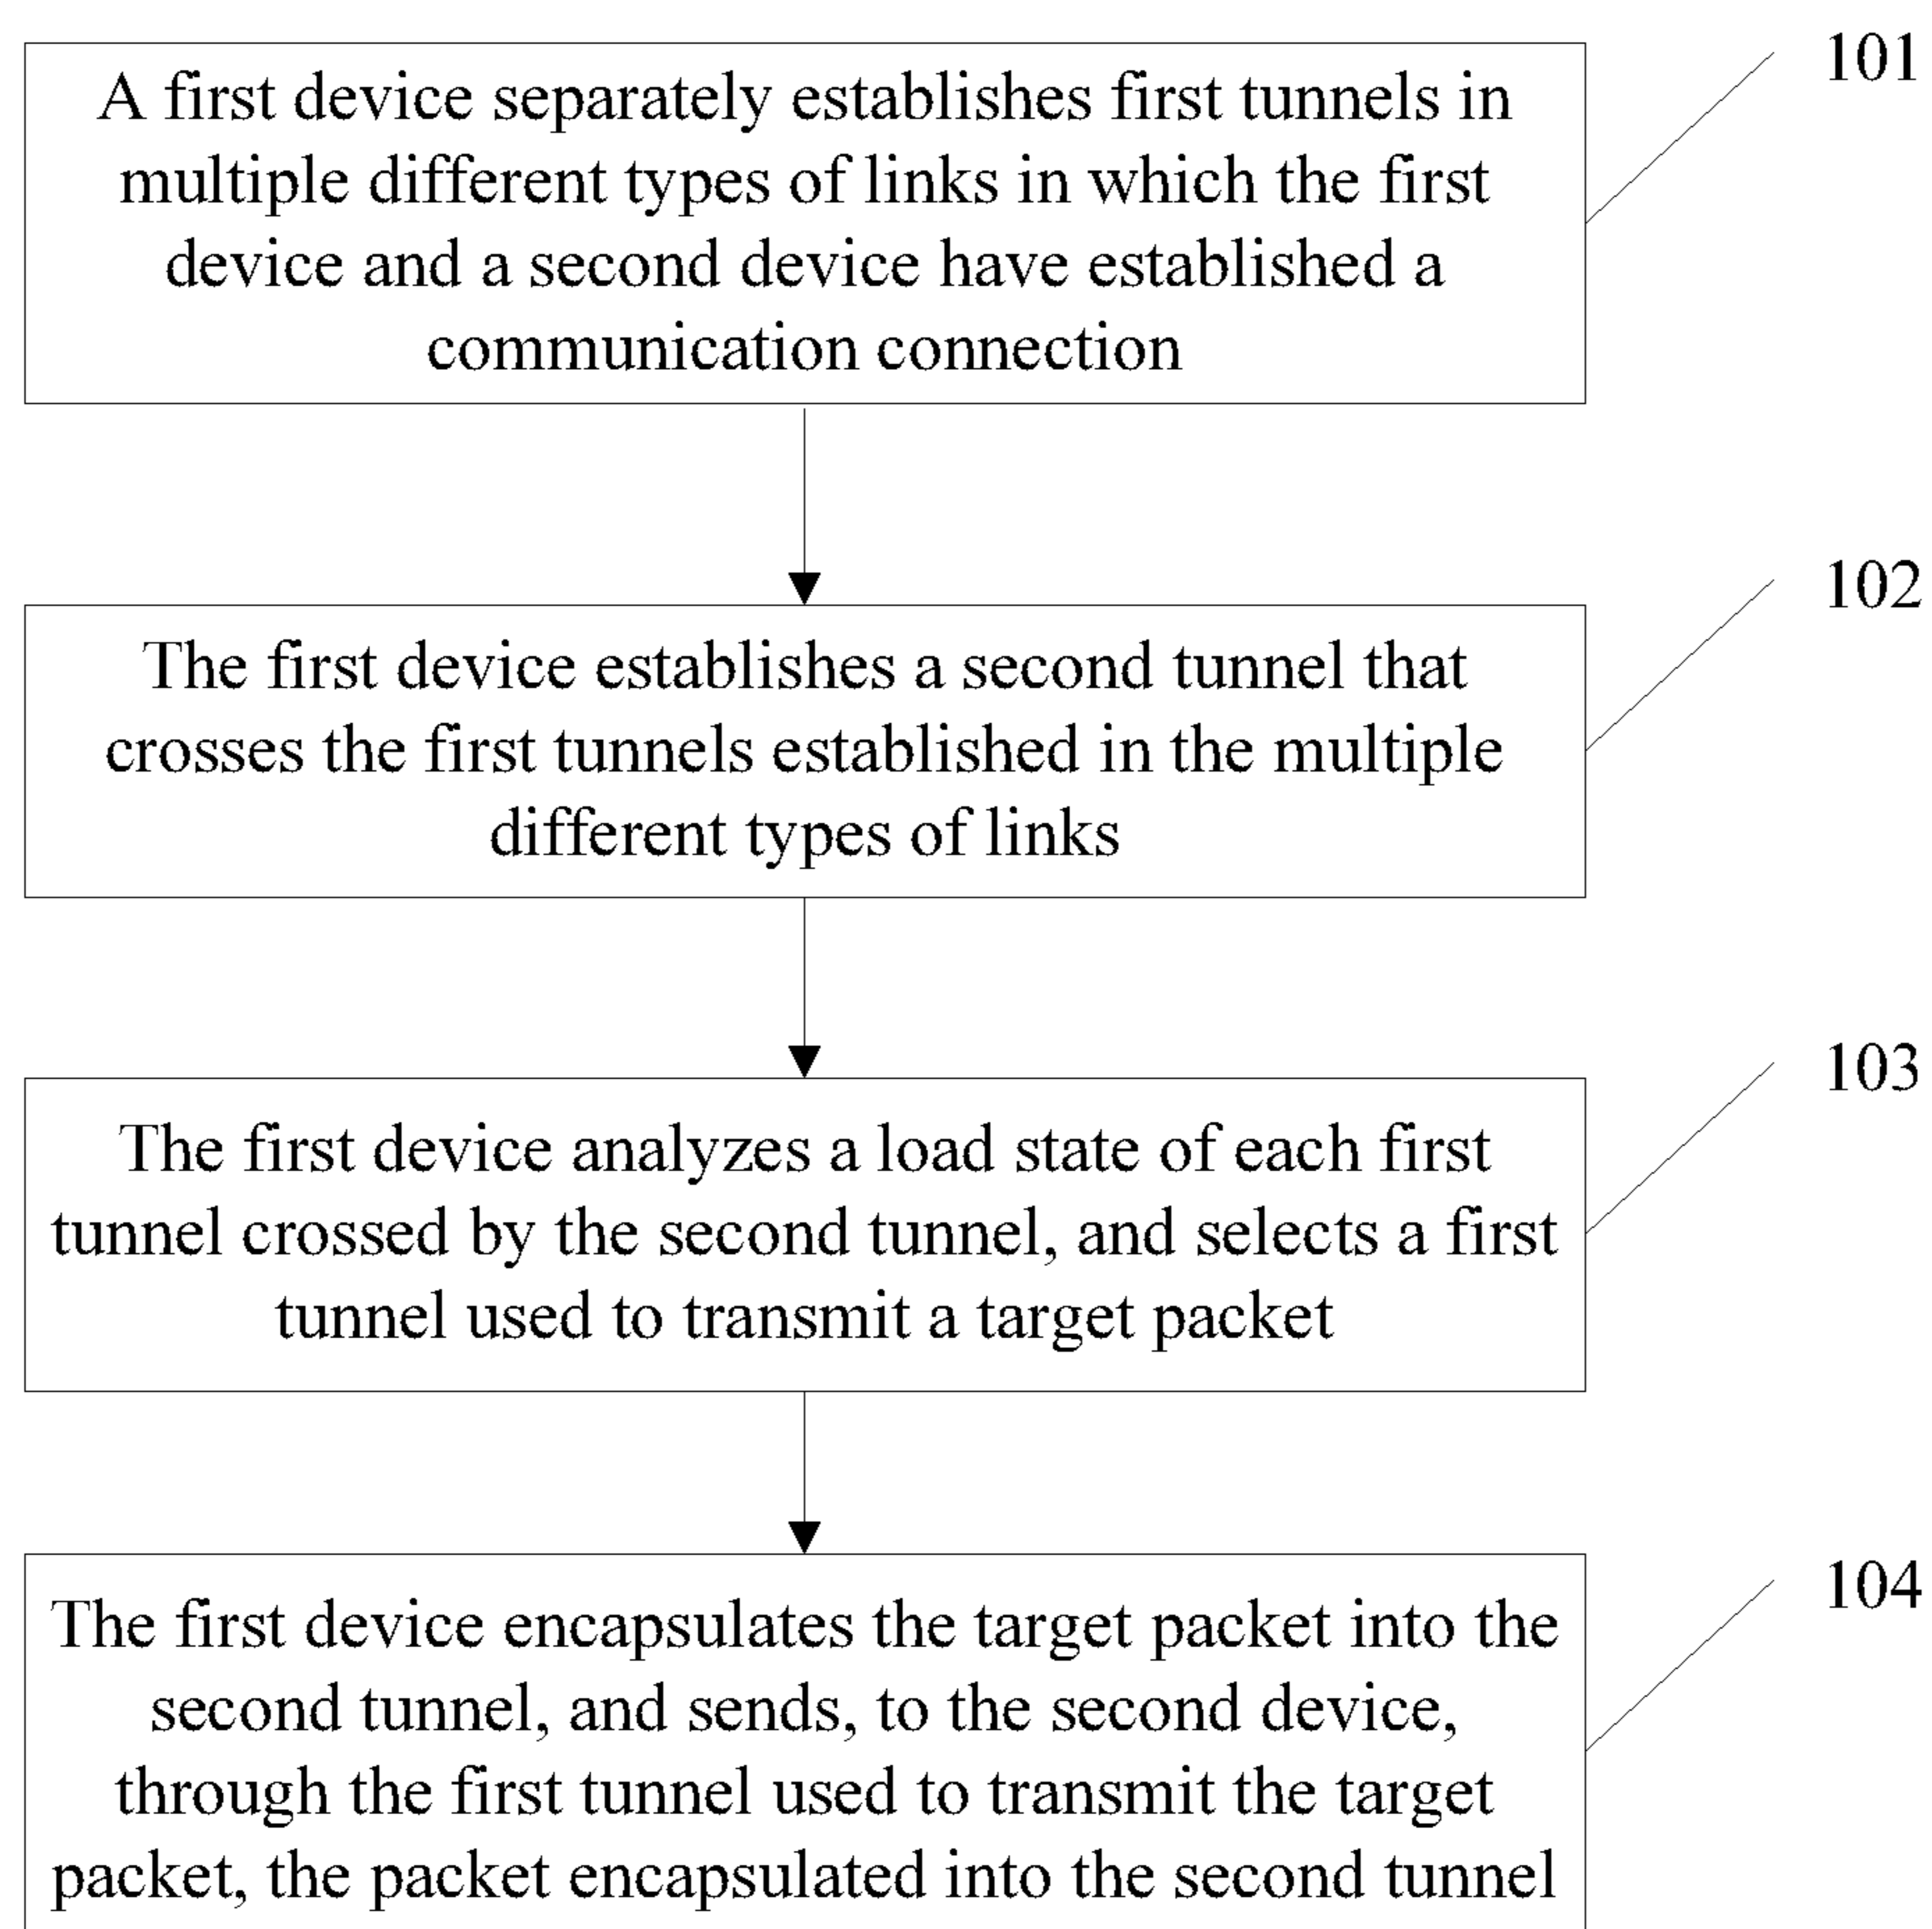 101
A first device separately establishes first tunnels in
multiple different types of links in which the first
device and a second device have established a
communication connection
102
The first device establishes a second tunnel that
crosses the first tunnels established in the multiple
different types of links
103
The first device analyzes a load state of each first
tunnel crossed by the second tunnel, and selects a first
tunnel used to transmit a target packet
104
The first device encapsulates the target packet into the
second tunnel, and sends, to the second device,
through the first tunnel used to transmit the target
packet, the packet encapsulated into the second tunnel